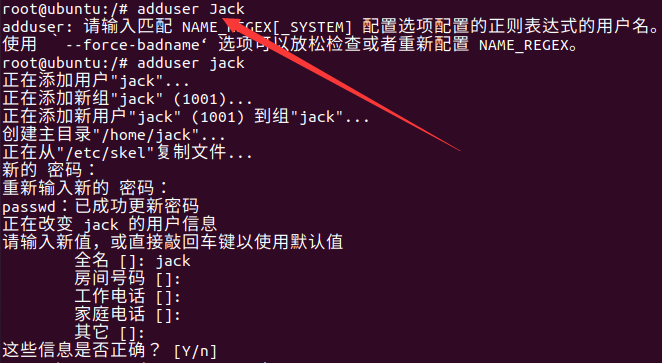 root@ubuntu:/# adduser Jack
adduser: 请输入匹配 NAME_REGEX[_SYSTEM] 配置选项配置的正则表达式的用户名。
使用 ` --force-badname‘ 选项可以放松检查或者重新配置 NAME_REGEX。
root@ubuntu:/# adduser jack
正在添加用户"jack"...
正在添加新组"jack" (1001)...
正在添加新用户"jack" (1001) 到组"jack"...
创建主目录"/home/jack"...
正在从"/etc/skel"复制文件...
新的 密码：
重新输入新的 密码：
passwd：已成功更新密码
正在改变 jack 的用户信息
请输入新值，或直接敲回车键以使用默认值
全名 []: jack
房间号码 []:
工作电话 []:
家庭电话 []:
其它 []:
这些信息是否正确？ [Y/n]